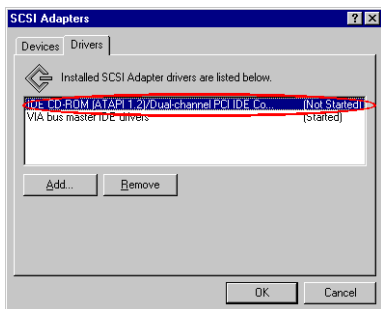 SCSI Adapters
Devices Drivers
Installed SCSI Adapter drivers are listed below.
IDE CD-ROM (ATAPI 1.2)/Dual-channel PCI IDE Co... (Not Started)
VIA bus master IDE drivers (Started)
Add... Remove
OK Cancel